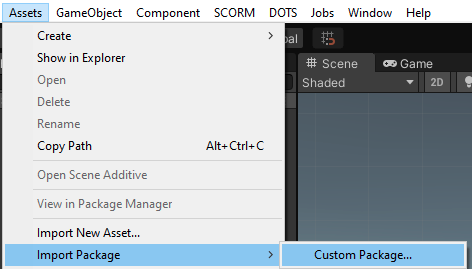 Assets GameObject Component SCORM DOTS Jobs Window Help
Create
Show in Explorer
Open
Delete
Rename
Copy Path Alt+Ctrl+C
Open Scene Additive
View in Package Manager
Import New Asset...
Import Package
Custom Package...
Scene Game
Shaded 2D